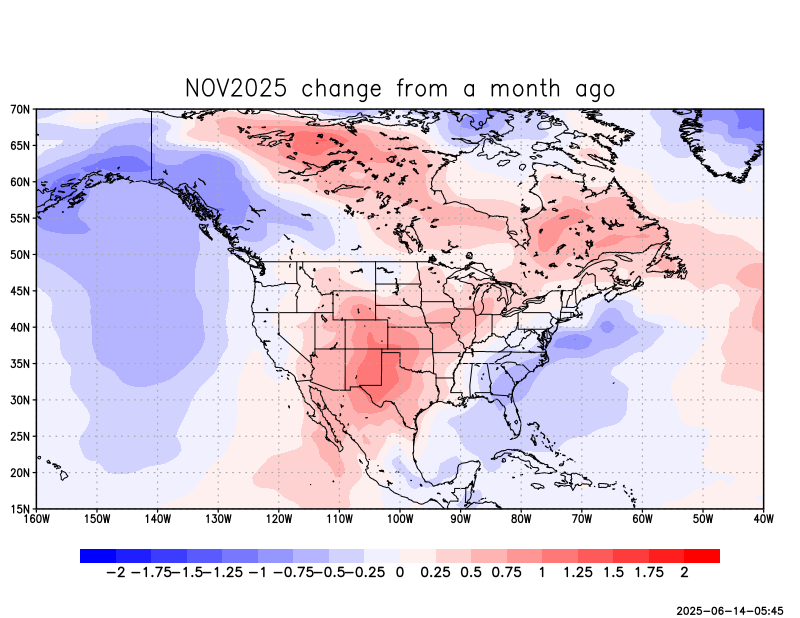 NOV2025 change from a month ago
70N
65N
60N
55N
50N
45N
40N
35N
30N
25N
20N
15N
160W 150W 140W 130W 120W 110W 100W 90W 80W 70W 60W 50W 40W
−2 −1.75 −1.5 −1.25 −1 −0.75 −0.5 −0.25 0 0.25 0.5 0.75 1 1.25 1.5 1.75 2
2025−06−14−05:45